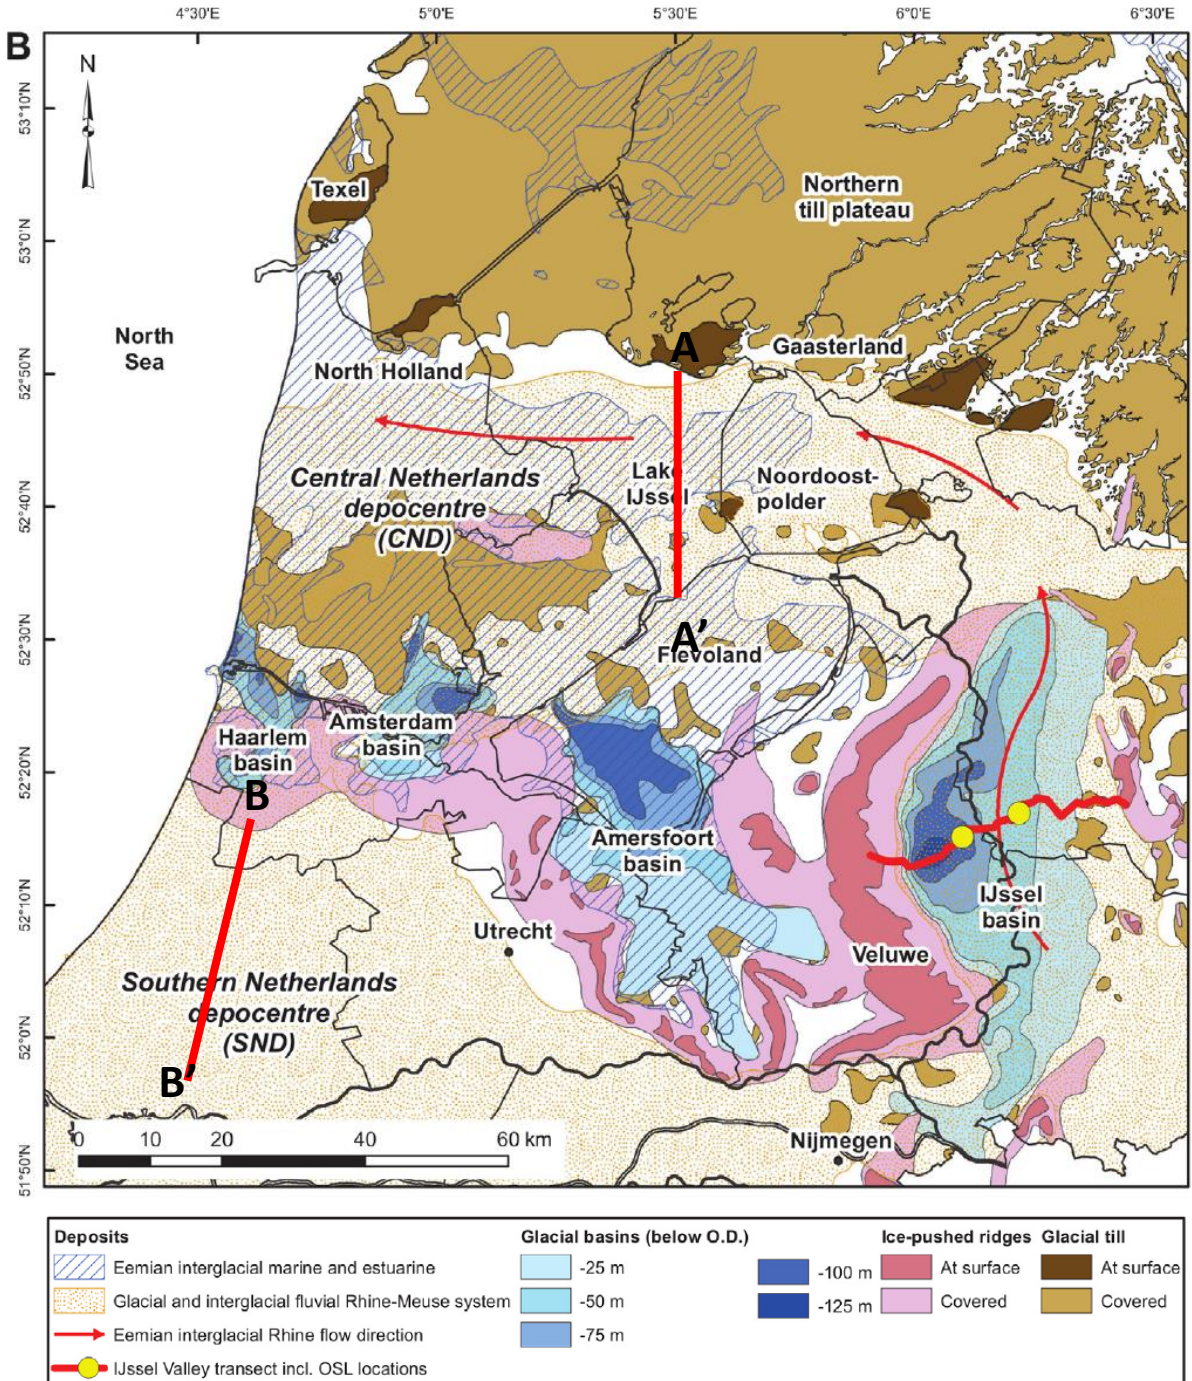 4°30'E
5°0'E
5°30'E
6°0'E
6°30'E
B
N
53°10'N
53°0'N
52°50'N
52°40'N
52°30'N
52°20'N
52°10'N
52°0'N
51°50'N
Texel
Northern
till plateau
North
Sea
A
Gaasterland
North Holland
Central Netherlands
depocentre
(CND)
Lake
IJssel
Noordoost-
polder
A'
Flevoland
Haarlem
basin
Amsterdam
basin
B
Amersfoort
basin
IJssel
basin
Utrecht
Veluwe
Southern Netherlands
depocentre
(SND)
B'
0
10
20
40
60 km
Nijmegen
Deposits
Eemian interglacial marine and estuarine
Glacial and interglacial fluvial Rhine-Meuse system
Eemian interglacial Rhine flow direction
IJssel Valley transect incl. OSL locations
Glacial basins (below O.D.)
-25 m
-50 m
-75 m
-100 m
-125 m
Ice-pushed ridges
At surface
Covered
Glacial till
At surface
Covered